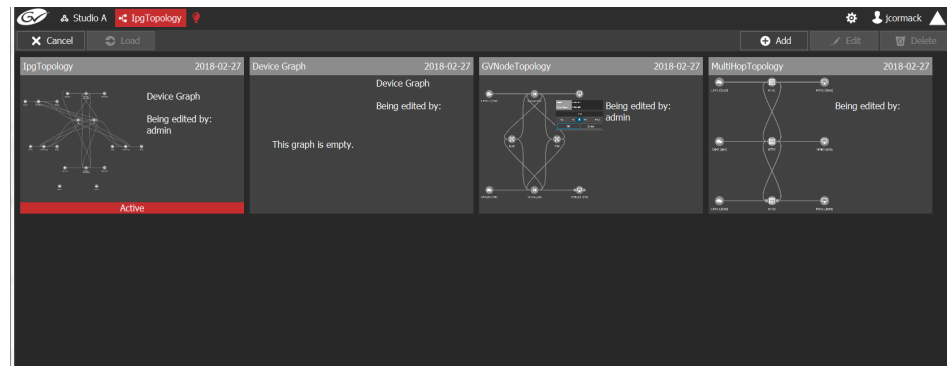 GV Studio A IpgTopology jcormack
Cancel Load Add Edit Delete
IpgTopology 2018-02-27
Device Graph
Being edited by:
admin
Active
Device Graph 2018-02-27
Device Graph
Being edited by:
This graph is empty.
GVNodeTopology 2018-02-27
Being edited by:
admin
MultiHopTopology 2018-02-27
Being edited by: